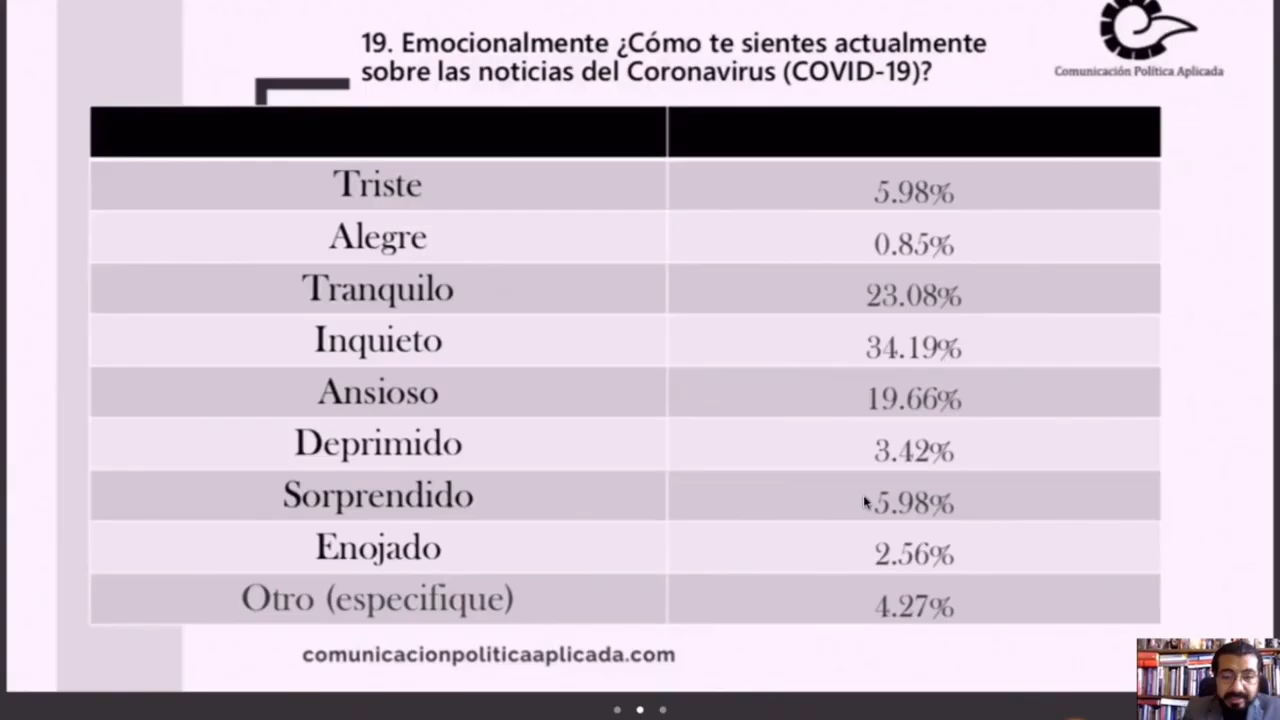 19. Emocionalmente ¿Cómo te sientes actualmente
sobre las noticias del Coronavirus (COVID-19)?
Comunicación Política Aplicada
Triste 5.98%
Alegre 0.85%
Tranquilo 23.08%
Inquieto 34.19%
Ansioso 19.66%
Deprimido 3.42%
Sorprendido 5.98%
Enojado 2.56%
Otro (especifique) 4.27%
comunicacionpoliticaaplicada.com